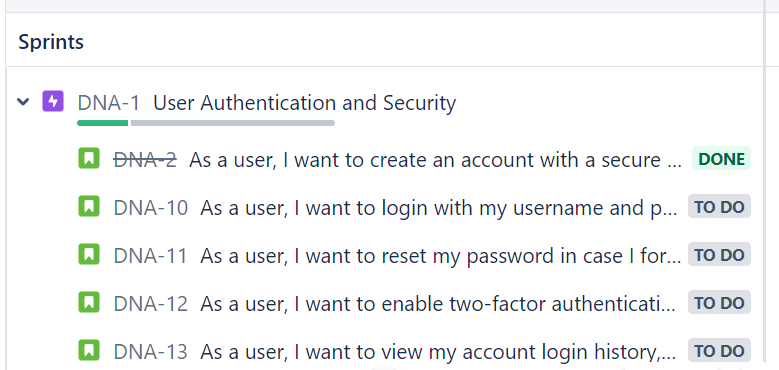 Sprints
DNA-1 User Authentication and Security
DNA-2 As a user, I want to create an account with a secure ... DONE
DNA-10 As a user, I want to login with my username and p... TO DO
DNA-11 As a user, I want to reset my password in case I for... TO DO
DNA-12 As a user, I want to enable two-factor authenticati... TO DO
DNA-13 As a user, I want to view my account login history,... TO DO